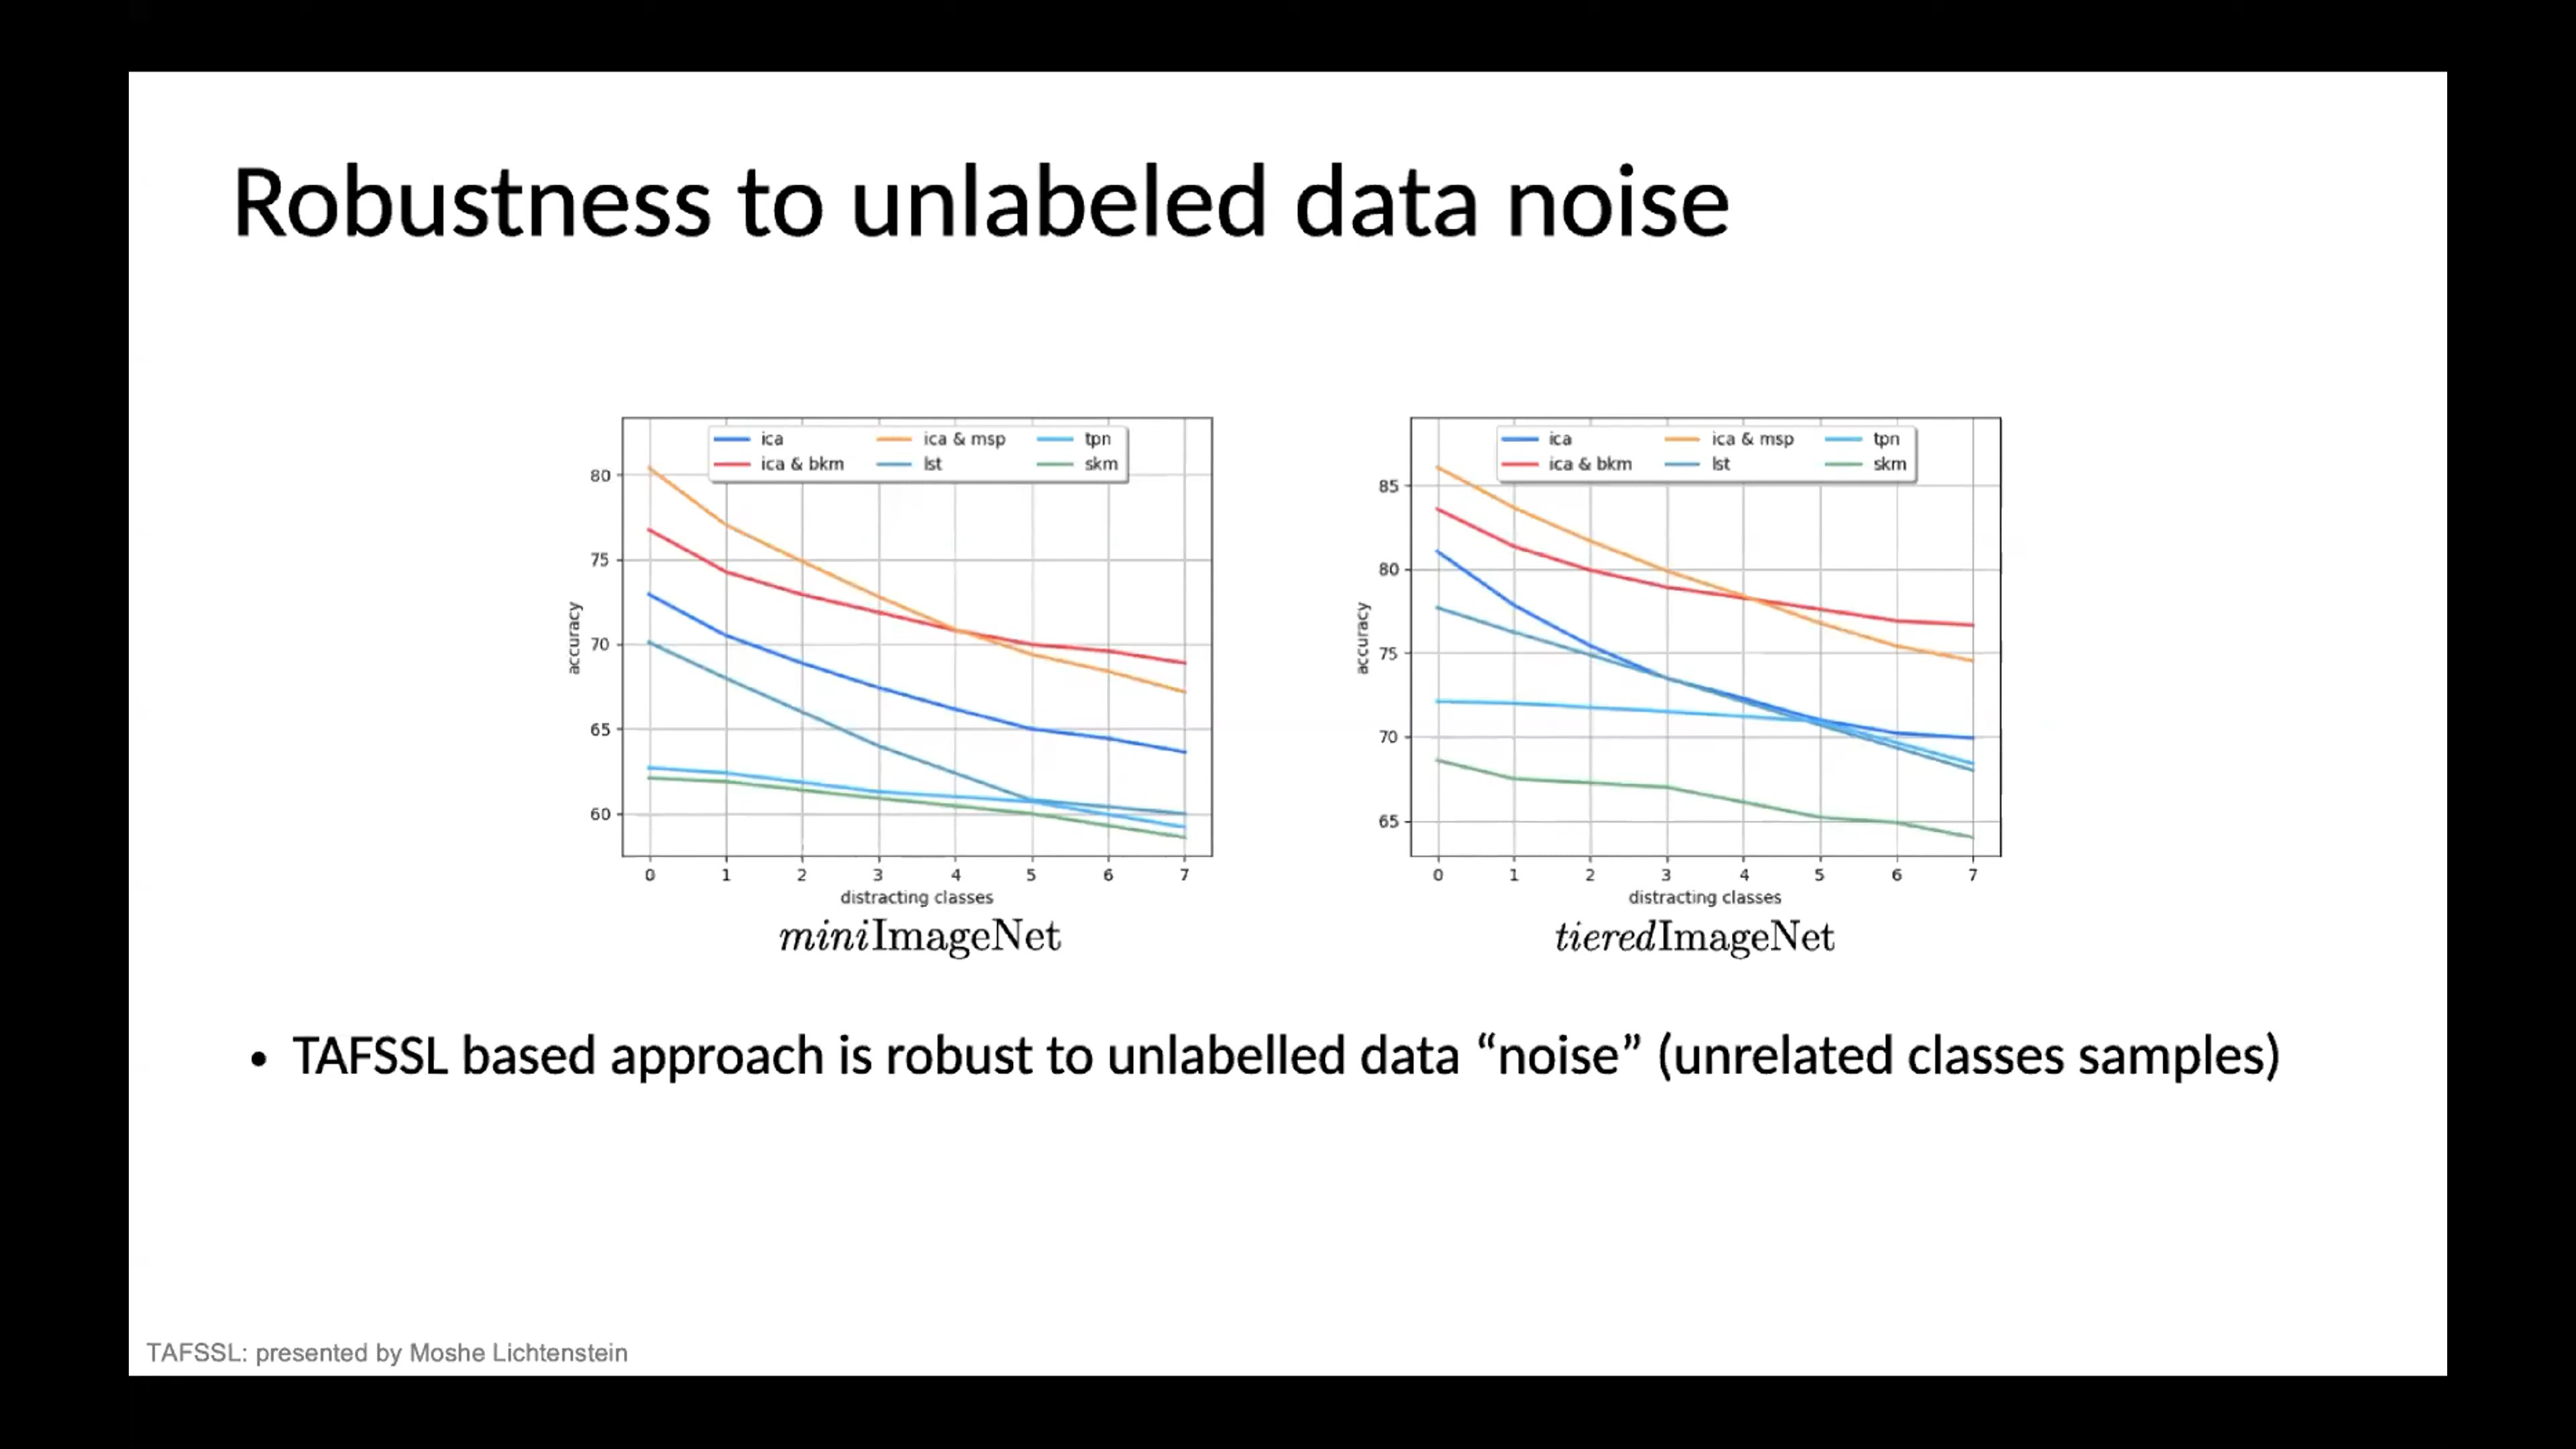 Robustness to unlabeled data noise
ica
ica & msp
tpn
ica & bkm
lst
skm
80
75
70
65
60
accuracy
0 1 2 3 4 5 6 7
distracting classes
miniImageNet
ica
ica & msp
tpn
ica & bkm
lst
skm
85
80
75
70
65
accuracy
0 1 2 3 4 5 6 7
distracting classes
tieredImageNet
• TAFSSL based approach is robust to unlabelled data “noise” (unrelated classes samples)
TAFSSL: presented by Moshe Lichtenstein